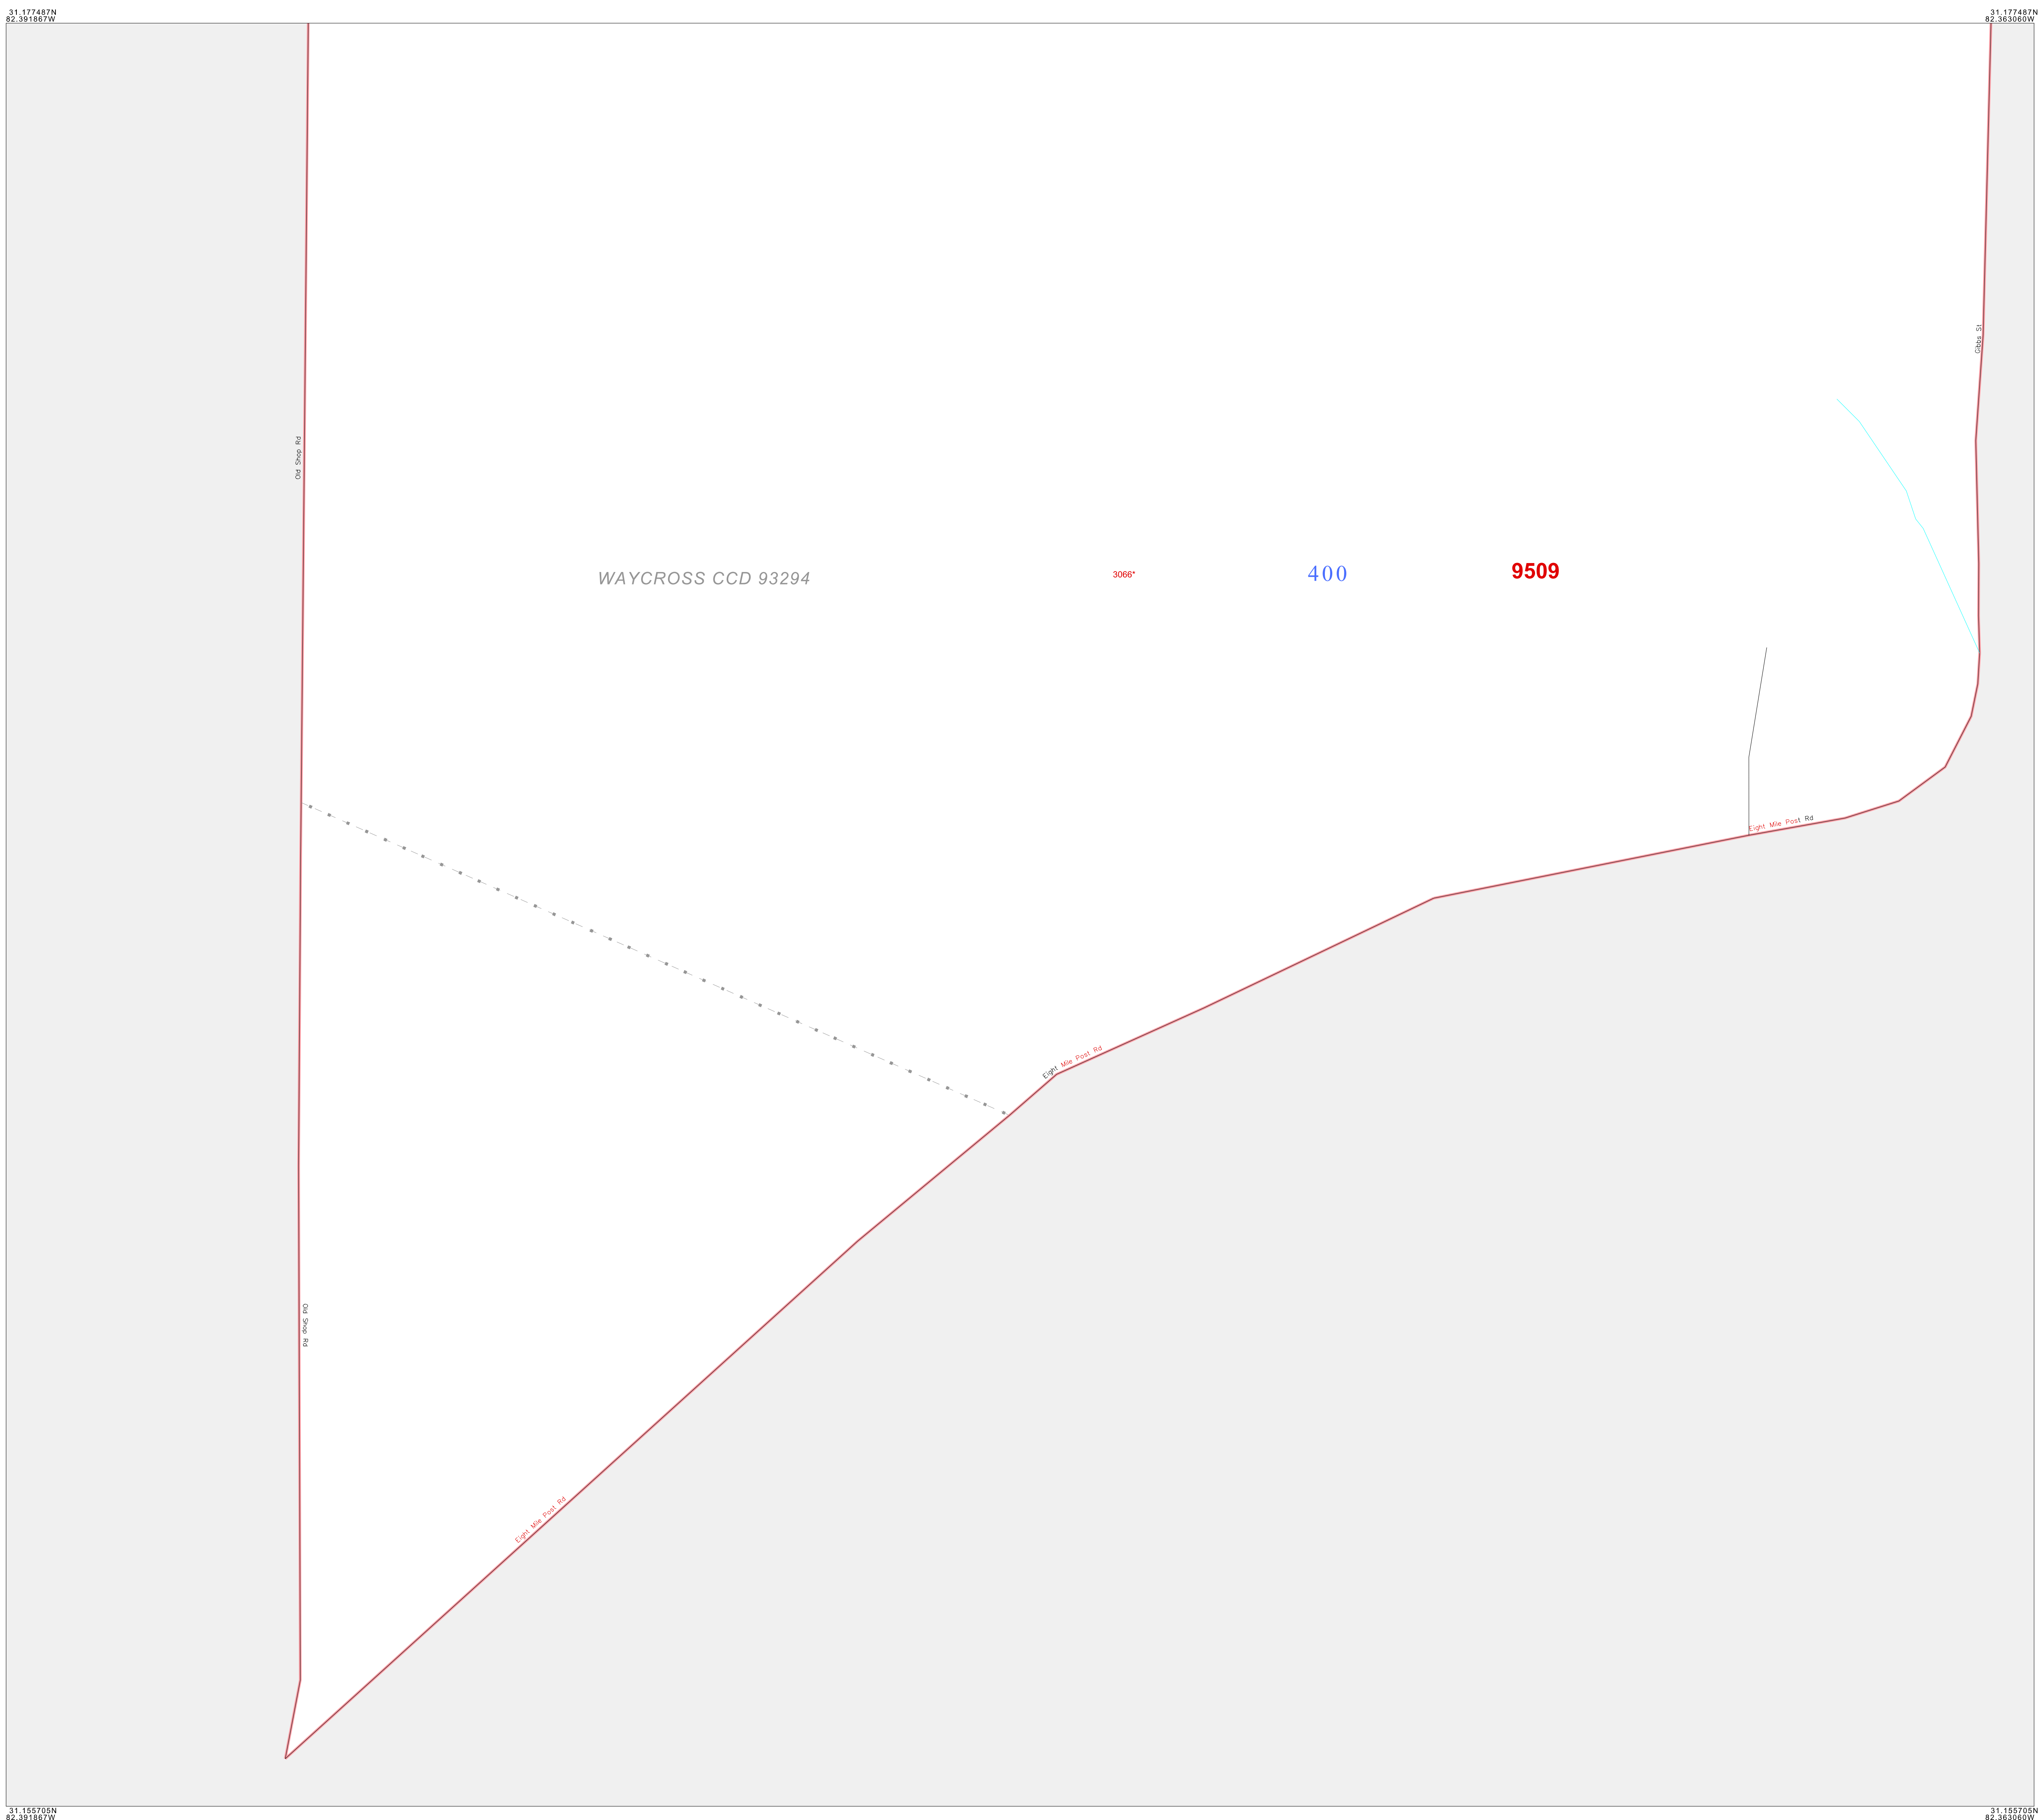 31.177487N
82.391867W
31.177487N
82.363060W
Gibbs St
Old Shop Rd
WAYCROSS CCD 93294
3066*
400
9509
Eight Mile Post Rd
Eight Mile Post Rd
Old Shop Rd
Eight Mile Post Rd
31.155705N
82.391867W
31.155705N
82.363060W